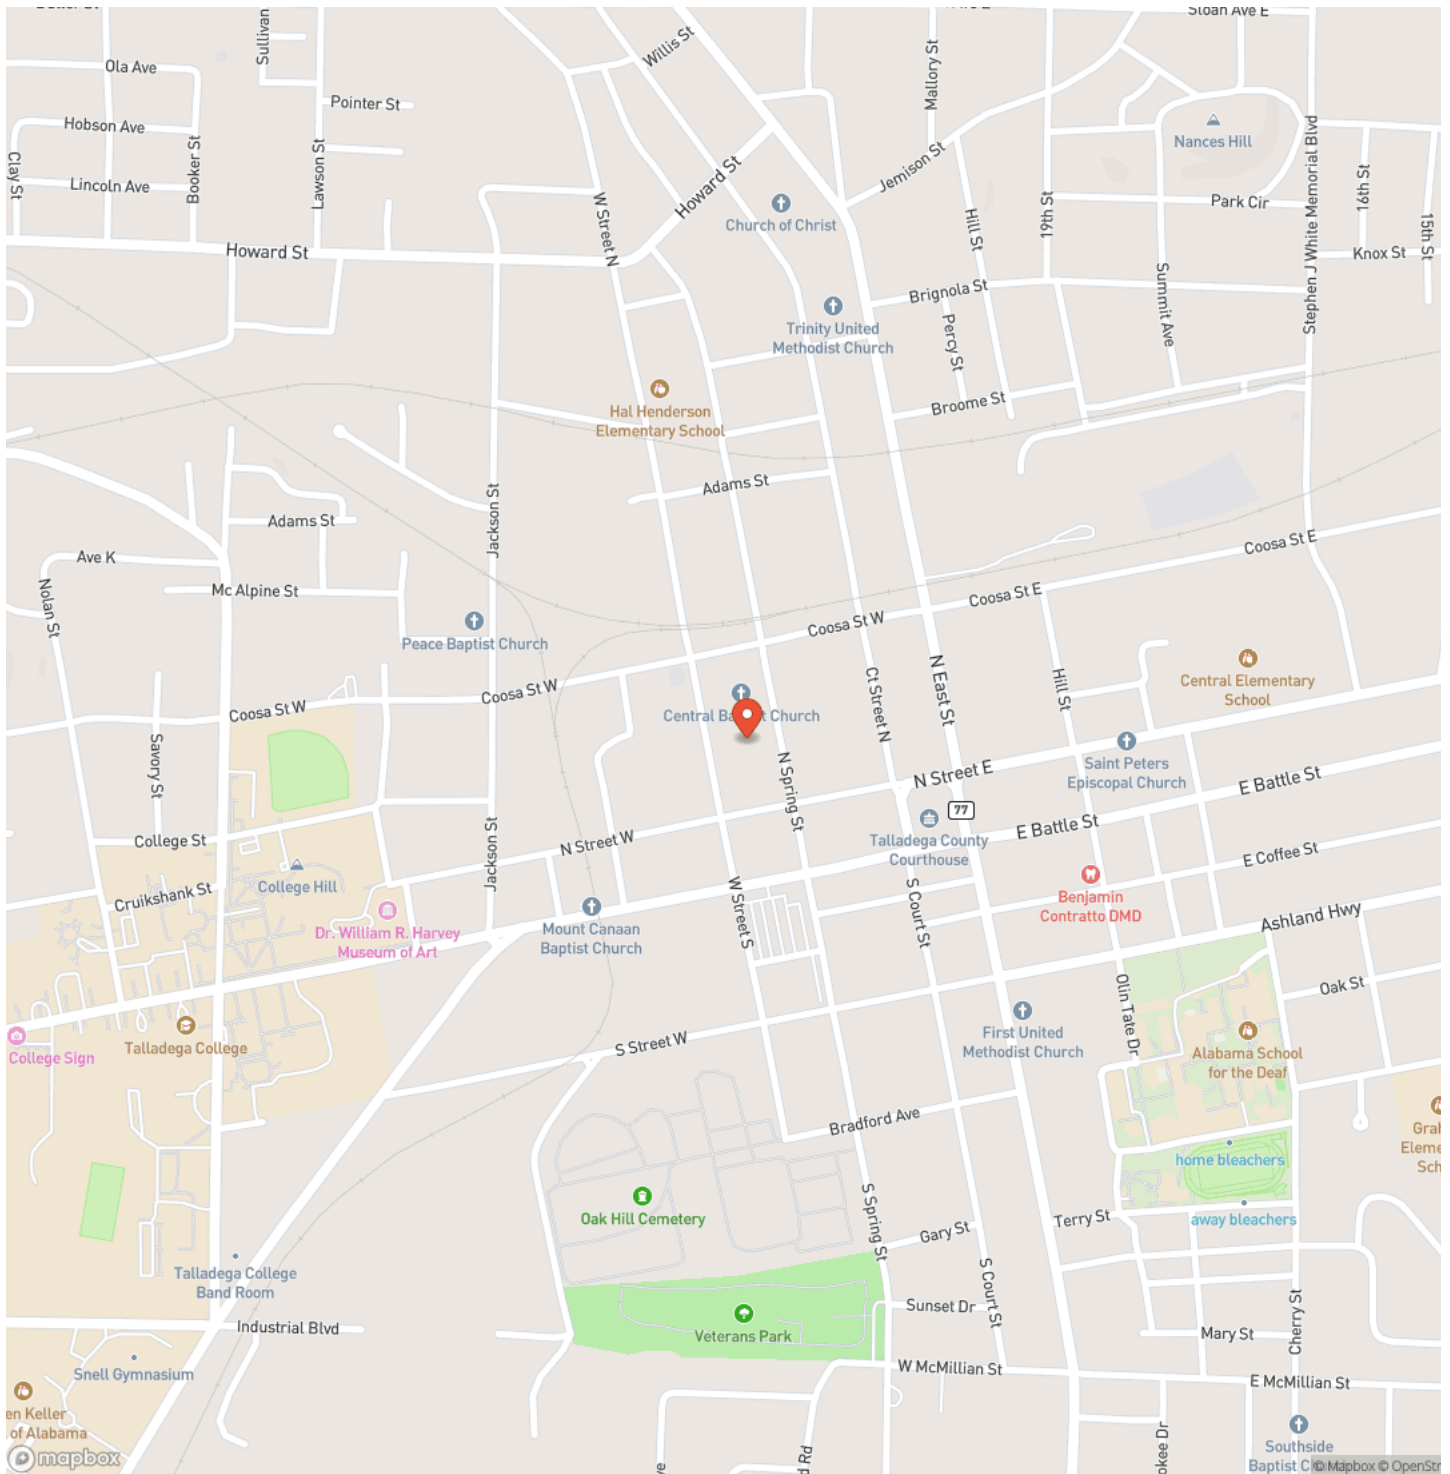 Sloan Ave E
Sullivan
Willis St
Ola Ave
Mallory St
Pointer St
Hobson Ave
Nances Hill
Stephen J White Memorial Blvd
Booker St
Lawson St
Jemison St
Clay St
Lincoln Ave
Howard St
16th St
Park Cir
19th St
Church of Christ
W Street N
Hill St
15th St
Howard St
Knox St
Brignola St
Summit Ave
Trinity United
Methodist Church
Percy St
Hal Henderson
Elementary School
Broome St
Adams St
Jackson St
Adams St
Coosa St E
Ave K
Mc Alpine St
Coosa St E
Nolan St
Coosa St W
Peace Baptist Church
Central Elementary
School
Coosa St W
Ct Street N
N East St
Hill St
Coosa St W
Central Baptist Church
Savory St
Saint Peters
Episcopal Church
N Street E
N Spring St
E Battle St
77
E Battle St
College St
N Street W
Talladega County
Courthouse
Jackson St
E Coffee St
College Hill
Cruikshank St
Benjamin
Contratto DMD
W Street S
S Court St
Ashland Hwy
Dr. William R. Harvey
Museum of Art
Mount Canaan
Baptist Church
Oak St
Olin Tate Dr
First United
Methodist Church
College Sign
Talladega College
S Street W
Alabama School
for the Deaf
Bradford Ave
home bleachers
Oak Hill Cemetery
S Spring St
Gary St
Terry St
away bleachers
Talladega College
Band Room
S Court St
Sunset Dr
Cherry St
Industrial Blvd
Veterans Park
Mary St
Snell Gymnasium
W McMillian St
E McMillian St
en Keller
of Alabama
Southside
mapbox
© Mapbox © OpenStr